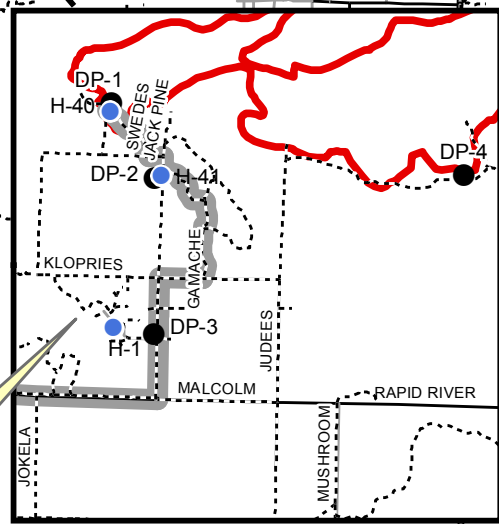 DP-1
H-40
SWEDES
JACK PINE
DP-4
DP-2
H-41
GAMACHE
KLOPRIES
DP-3
JUDEES
H-1
MALCOLM
RAPID RIVER
JOKELA
MUSHROOM